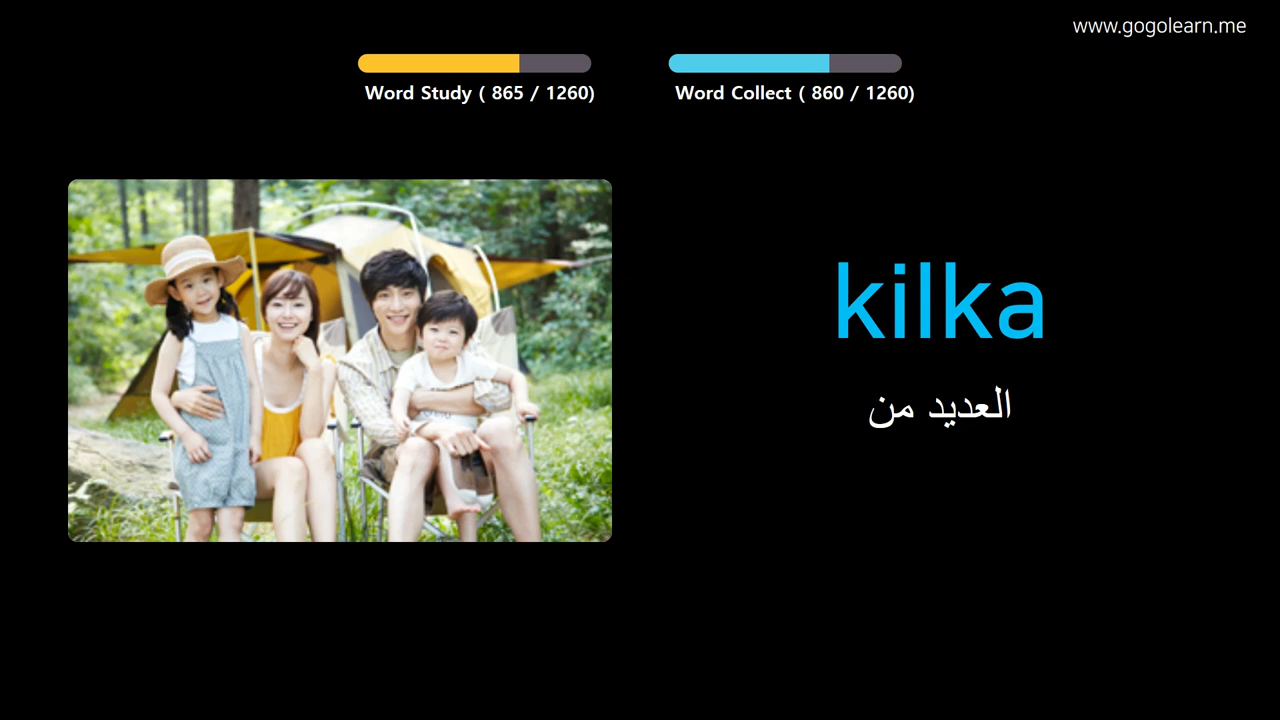 www.gogolearn.me
Word Study ( 865 / 1260)
Word Collect ( 860 / 1260)
kilka
العديد من